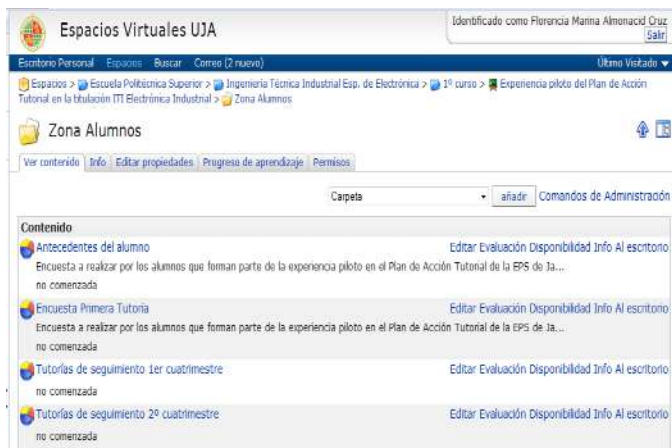 Espacios Virtuales UJA
Identificado como Florencia Marina Almonacid Cruz
Salir
Escritorio Personal Espacios Buscar Correo (2 nuevo) Último Visitado
Espacios > Escuela Politécnica Superior > Ingeniería Técnica Industrial Esp. de Electrónica > 1º curso > Experiencia piloto del Plan de Acción
Tutorial en la titulación ITI Electrónica Industrial > Zona Alumnos
Zona Alumnos
Ver contenido Info Editar propiedades Progreso de aprendizaje Permisos
Carpeta añadir Comandos de Administración
Contenido
Antecedentes del alumno Editar Evaluación Disponibilidad Info Al escritorio
Encuesta a realizar por los alumnos que forman parte de la experiencia piloto en el Plan de Acción Tutorial de la EPS de Ja...
no comenzada
Encuesta Primera Tutoria Editar Evaluación Disponibilidad Info Al escritorio
Encuesta a realizar por los alumnos que forman parte de la experiencia piloto en el Plan de Acción Tutorial de la EPS de Ja...
no comenzada
Tutorías de seguimiento 1er cuatrimestre Editar Evaluación Disponibilidad Info Al escritorio
no comenzada
Tutorías de seguimiento 2º cuatrimestre Editar Evaluación Disponibilidad Info Al escritorio
no comenzada